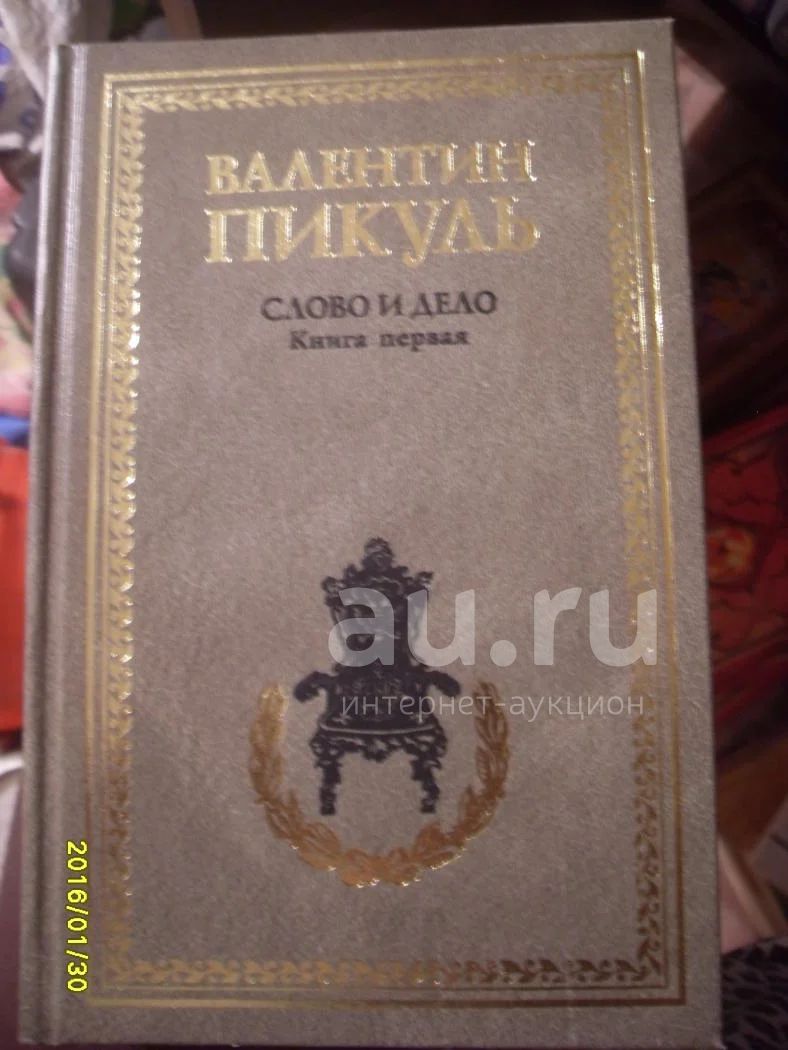 ВАЛЕНТИН
ПИКУЛЬ
СЛОВО И ДЕЛО
Книга первая
au.ru
интернет-аукцион
2016/01/30